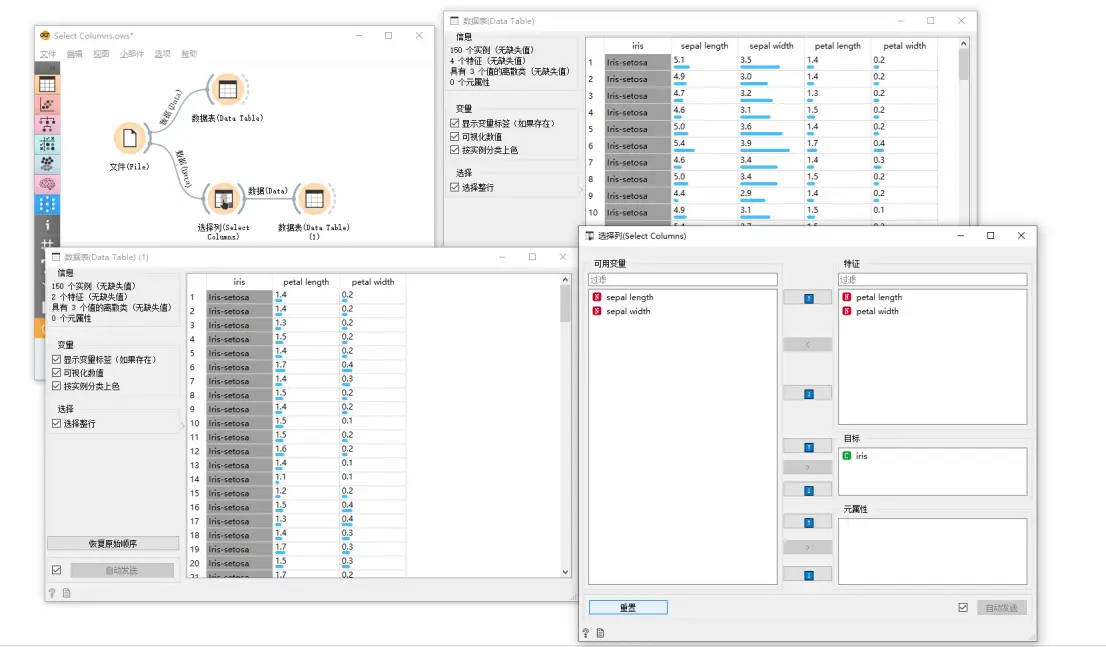 Select Columns.ows*
文件 编辑 视图 小部件 选项 帮助
数据(Data)
数据(Data)
文件(File)
数据表(Data Table)
选择列(Select
Columns)
数据(Data)
数据表(Data Table)
(1)
数据表(Data Table)
信息
150 个实例 (无缺失值)
4 个特征 (无缺失值)
具有 3 个值的离散类 (无缺失值)
0 个元属性
变量
显示变量标签 (如果存在)
可视化数值
按实例分类上色
选择
选择整行
iris sepal length sepal width petal length petal width
1 Iris-setosa 5.1 3.5 1.4 0.2
2 Iris-setosa 4.9 3.0 1.4 0.2
3 Iris-setosa 4.7 3.2 1.3 0.2
4 Iris-setosa 4.6 3.1 1.5 0.2
5 Iris-setosa 5.0 3.6 1.4 0.2
6 Iris-setosa 5.4 3.9 1.7 0.4
7 Iris-setosa 4.6 3.4 1.4 0.3
8 Iris-setosa 5.0 3.4 1.5 0.2
9 Iris-setosa 4.4 2.9 1.4 0.2
10 Iris-setosa 4.9 3.1 1.5 0.1
数据表(Data Table) (1)
信息
150 个实例 (无缺失值)
2 个特征 (无缺失值)
具有 3 个值的离散类 (无缺失值)
0 个元属性
变量
显示变量标签 (如果存在)
可视化数值
按实例分类上色
选择
选择整行
恢复原始顺序
自动发送
iris petal length petal width
1 Iris-setosa 1.4 0.2
2 Iris-setosa 1.4 0.2
3 Iris-setosa 1.3 0.2
4 Iris-setosa 1.5 0.2
5 Iris-setosa 1.4 0.2
6 Iris-setosa 1.7 0.4
7 Iris-setosa 1.4 0.3
8 Iris-setosa 1.5 0.2
9 Iris-setosa 1.4 0.2
10 Iris-setosa 1.5 0.1
11 Iris-setosa 1.5 0.2
12 Iris-setosa 1.6 0.2
13 Iris-setosa 1.4 0.1
14 Iris-setosa 1.1 0.1
15 Iris-setosa 1.2 0.2
16 Iris-setosa 1.5 0.4
17 Iris-setosa 1.3 0.4
18 Iris-setosa 1.4 0.3
19 Iris-setosa 1.7 0.3
20 Iris-setosa 1.5 0.3
21 Iris-setosa 1.7 0.2
选择列(Select Columns)
可用变量
过滤
N sepal length
N sepal width
特征
过滤
N petal length
N petal width
目标
C iris
元属性
重置
自动发送